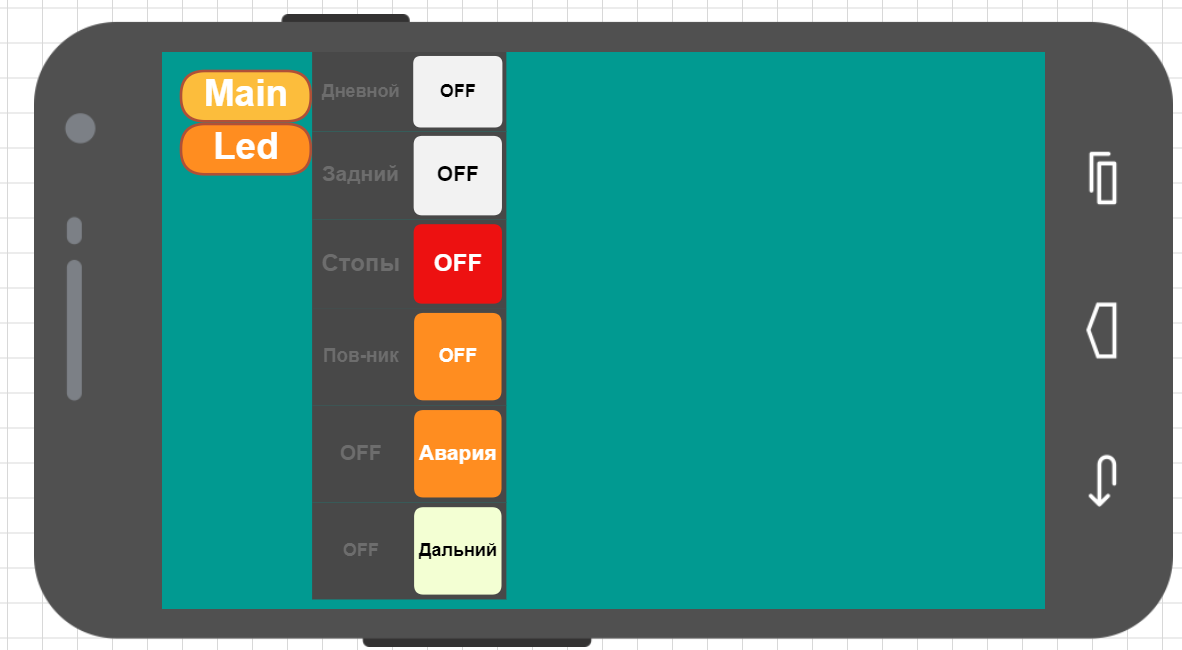 Main
Led
Дневной OFF
Задний OFF
Стопы OFF
Пов-ник OFF
OFF Авария
OFF Дальний